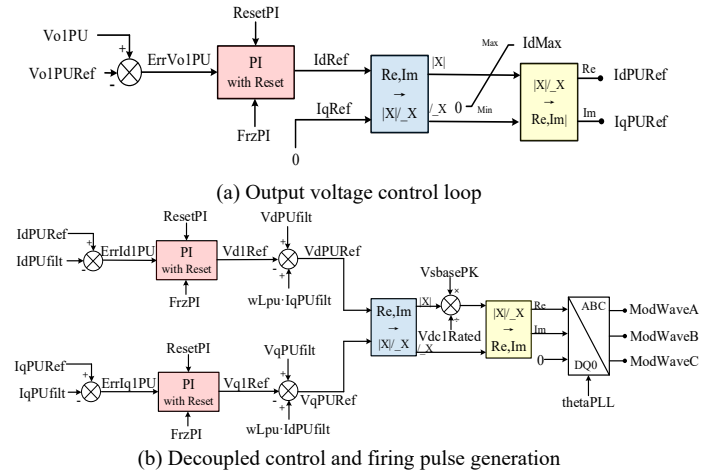 ResetPI
Vo1PU
+
ErrVo1PU
PI
with Reset
IdRef
Vo1PURef
-
FrzPI
IqRef
0
Re,Im
→
|X|/_X
|X|
/_X
Max
IdMax
0
Min
|X|/_X
→
Re,Im|
Re
IdPURef
Im
IqPURef
(a) Output voltage control loop
ResetPI
VdPUfilt
IdPURef
+
IdPUfilt
-
ErrId1PU
PI
with Reset
Vd1Ref
-
+
VdPURef
+
FrzPI
wLpu·IqPUfilt
VsbasePK
Re,Im
→
|X|/_X
|X|
×
÷
Vdc1Rated
/_X
|X|/_X
→
Re,Im
Re
Im
0
ABC
DQ0
ModWaveA
ModWaveB
ModWaveC
thetaPLL
ResetPI
VqPUfilt
IqPURef
+
IqPUfilt
-
ErrIq1PU
PI
with Reset
Vq1Ref
-
+
VqPURef
+
FrzPI
wLpu·IdPUfilt
(b) Decoupled control and firing pulse generation